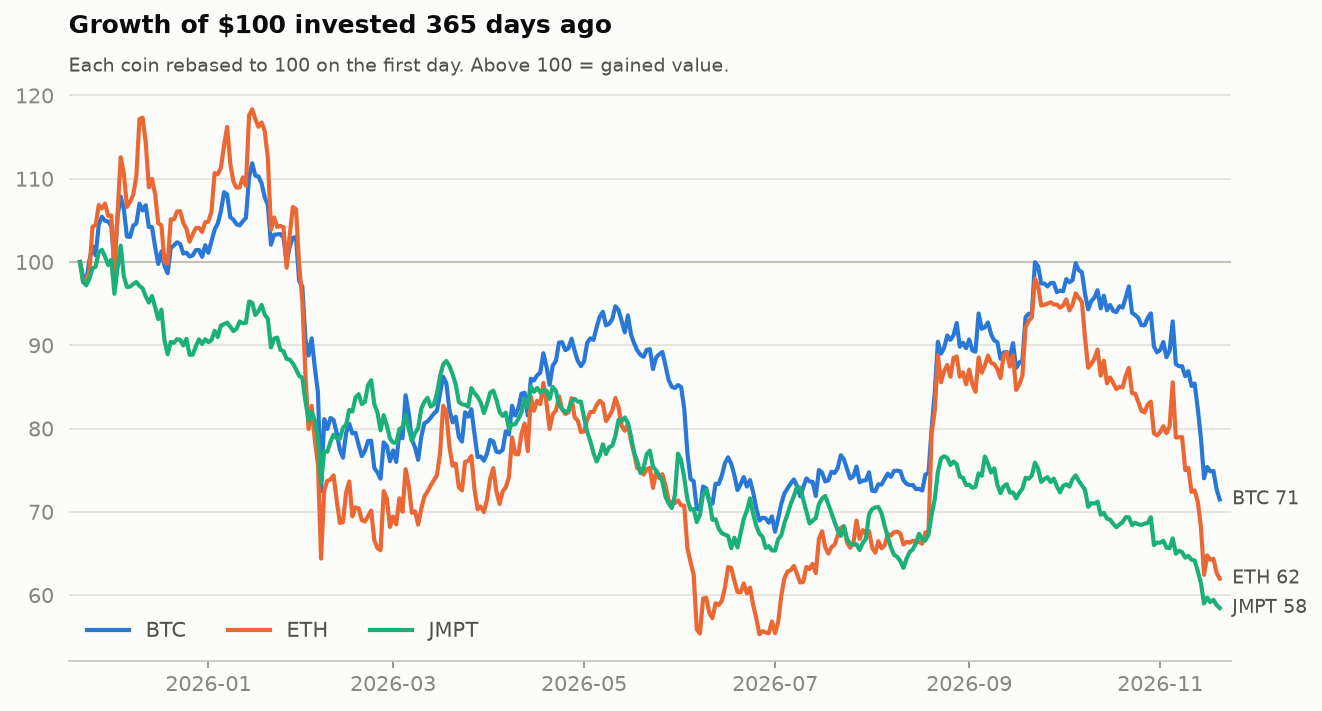 Growth of $100 invested 365 days ago
Each coin rebased to 100 on the first day. Above 100 = gained value.
120
110
100
90
80
70
60
BTC 71
ETH 62
JMPT 58
BTC ETH JMPT
2026-01 2026-03 2026-05 2026-07 2026-09 2026-11